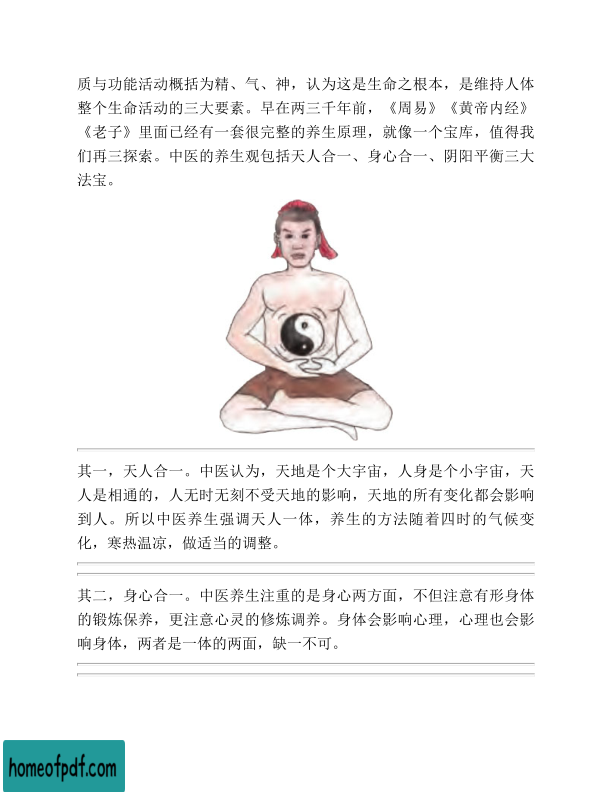 质与功能活动概括为精、气、神，认为这是生命之根本，是维持人体
整个生命活动的三大要素。早在两三千年前，《周易》《黄帝内经》
《老子》里面已经有一套很完整的养生原理，就像一个宝库，值得我
们再三探索。中医的养生观包括天人合一、身心合一、阴阳平衡三大
法宝。
其一，天人合一。中医认为，天地是个大宇宙，人身是个小宇宙，天
人是相通的，人无时无刻不受天地的影响，天地的所有变化都会影响
到人。所以中医养生强调天人一体，养生的方法随着四时的气候变
化，寒热温凉，做适当的调整。
其二，身心合一。中医养生注重的是身心两方面，不但注意有形身体
的锻炼保养，更注意心灵的修炼调养。身体会影响心理，心理也会影
响身体，两者是一体的两面，缺一不可。
homeofpdf.com